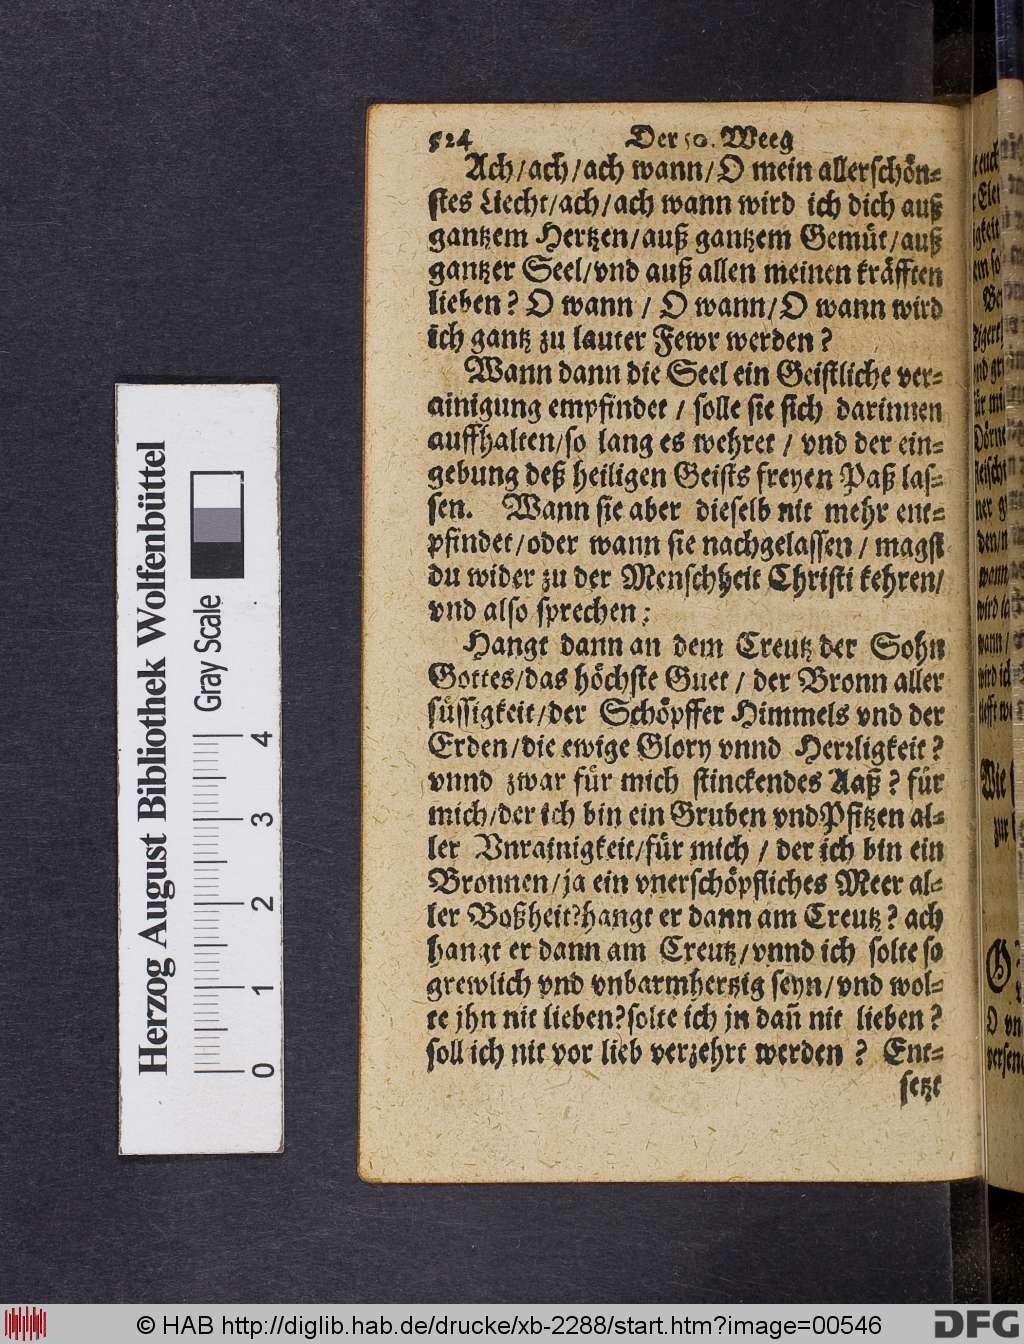 524 Der 50. Weeg
Ach/ach/ach wann/O mein allerschön-
stes Liecht/ach/ach wann wird ich dich auß
gantzem Hertzen/auß gantzem Gemüt/auß
gantzer Seel/vnd auß allen meinen kräfften
lieben? O wann / O wann/O wann wird
ich gantz zu lauter Fewr werden?
Wann dann die Seel ein Geistliche ver-
ainigung empfindet / solle sie sich darinnen
auffhalten/so lang es wehret / vnd der ein-
gebung deß heiligen Geists freyen Paß las-
sen. Wann sie aber dieselb nit mehr ent-
pfindet/oder wann sie nachgelassen / magst
du wider zu der Menschheit Christi kehren/
vnd also sprechen:
Hangt dann an dem Creutz der Sohn
Gottes/das höchste Guet / der Bronn aller
süssigkeit/der Schöpffer Himmels vnd der
Erden/die ewige Glory vnnd Herrligkeit?
vnnd zwar für mich stinckendes Aaß? für
mich/der ich bin ein Gruben vnd Pfitzen al-
ler Vnrainigkeit/für mich / der ich bin ein
Bronnen/ja ein vnerschöpfliches Meer al-
ler Boßheit?hangt er dann am Creutz? ach
hangt er dann am Creutz/vnnd ich solte so
grewlich vnd vnbarmhertzig seyn/vnd wol-
te jhn nit lieben?solte ich jn dañ nit lieben?
soll ich nit vor lieb verzehrt werden ? Ent-
setzt
Herzog August Bibliothek Wolfenbüttel
Gray Scale
0 1 2 3 4
© HAB http://diglib.hab.de/drucke/xb-2288/start.htm?image=00546
DFG